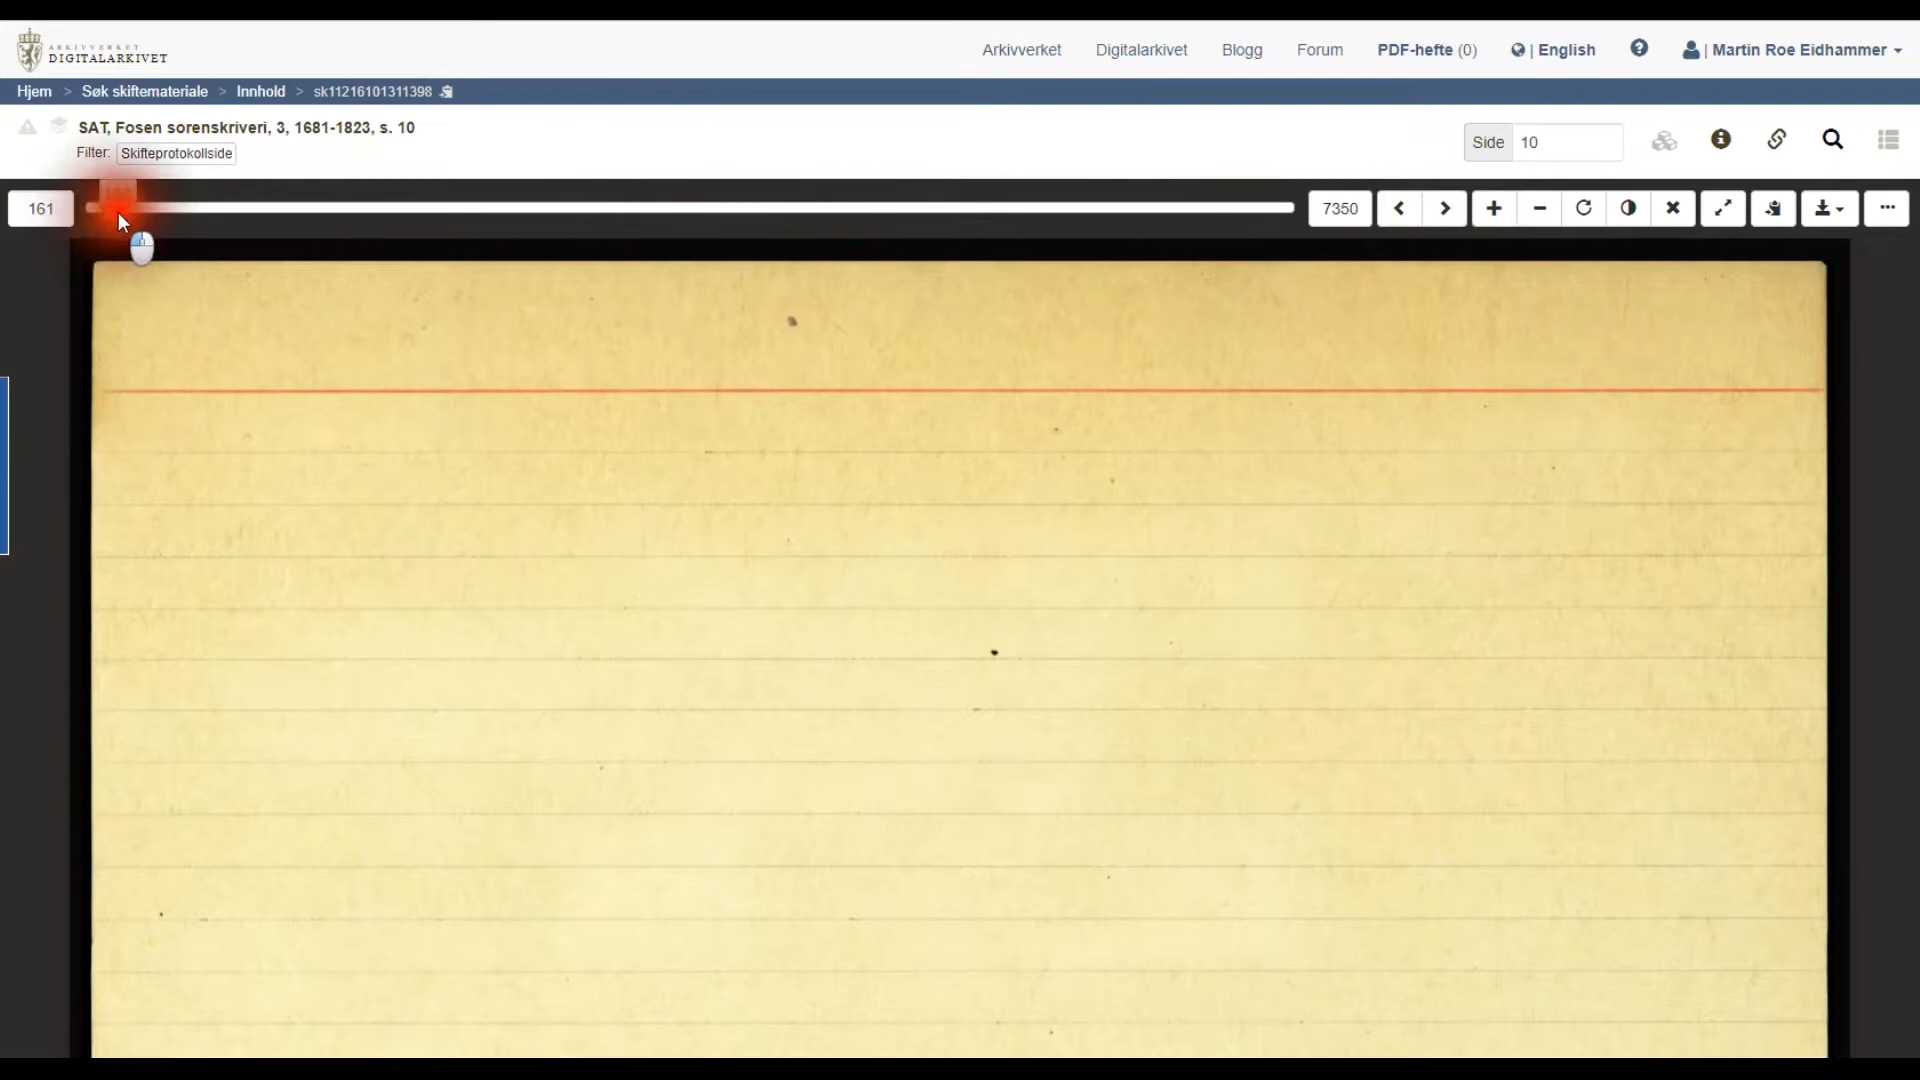 ARKIVVERKET
DIGITALARKIVET
Arkivverket Digitalarkivet Blogg Forum PDF-hefte (0) | English | Martin Roe Eidhammer
Hjem > Søk skiftemateriale > Innhold > sk11216101311398
SAT, Fosen sorenskriveri, 3, 1681-1823, s. 10
Filter: Skifteprotokollside
Side 10
161
7350